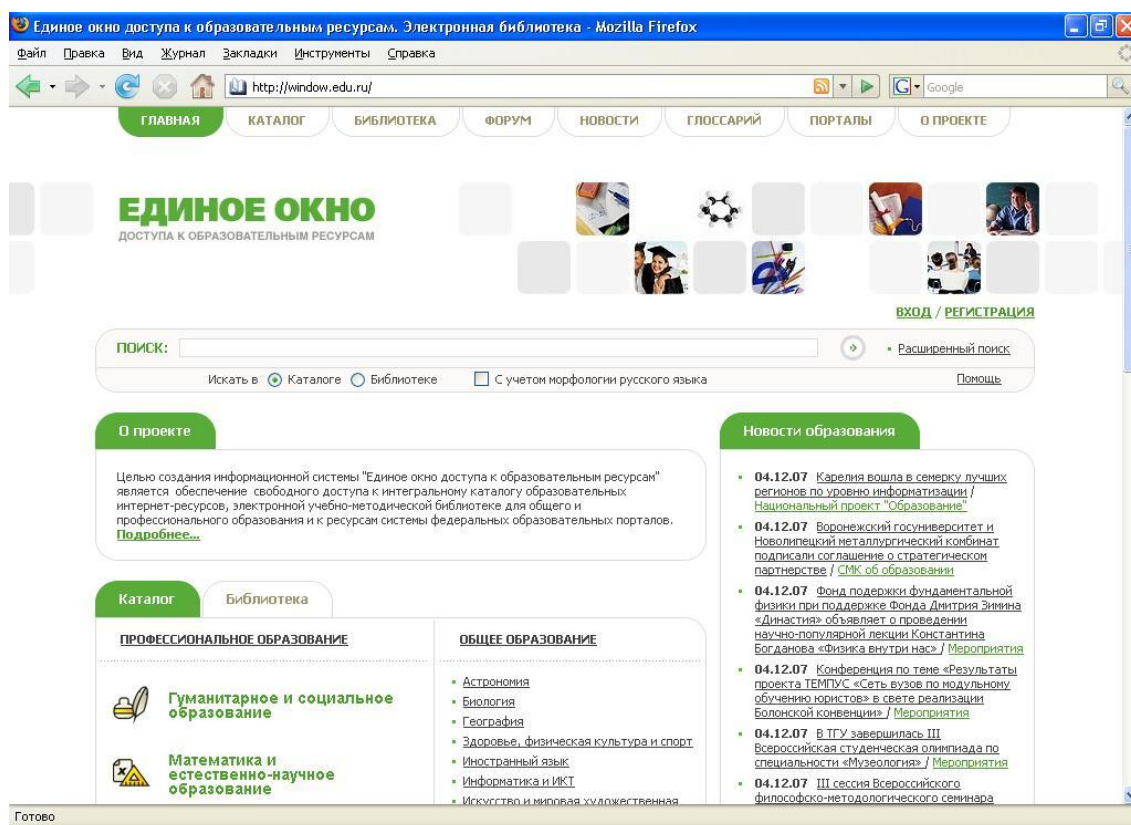 Единое окно доступа к образовательным ресурсам. Электронная библиотека - Mozilla Firefox
Файл Правка Вид Журнал Закладки Инструменты Справка
http://window.edu.ru/
Google
ГЛАВНАЯ КАТАЛОГ БИБЛИОТЕКА ФОРУМ НОВОСТИ ГЛОССАРИЙ ПОРТАЛЫ О ПРОЕКТЕ
ЕДИНОЕ ОКНО
ДОСТУПА К ОБРАЗОВАТЕЛЬНЫМ РЕСУРСАМ
ВХОД / РЕГИСТРАЦИЯ
ПОИСК:
Расширенный поиск
Искать в Каталоге Библиотеке С учетом морфологии русского языка Помощь
О проекте
Целью создания информационной системы "Единое окно доступа к образовательным ресурсам"
является обеспечение свободного доступа к интегральному каталогу образовательных
интернет-ресурсов, электронной учебно-методической библиотеке для общего и
профессионального образования и к ресурсам системы федеральных образовательных порталов.
Подробнее...
Каталог Библиотека
ПРОФЕССИОНАЛЬНОЕ ОБРАЗОВАНИЕ
Гуманитарное и социальное
образование
Математика и
естественно-научное
образование
ОБЩЕЕ ОБРАЗОВАНИЕ
Астрономия
Биология
География
Здоровье, физическая культура и спорт
Иностранный язык
Информатика и ИКТ
Искусство и мировая художественная
Новости образования
04.12.07 Карелия вошла в семерку лучших
регионов по уровню информатизации /
Национальный проект "Образование"
04.12.07 Воронежский госуниверситет и
Новолипецкий металлургический комбинат
подписали соглашение о стратегическом
партнерстве / СМК об образовании
04.12.07 Фонд поддержки фундаментальной
физики при поддержке Фонда Дмитрия Зимина
«Династия» объявляет о проведении
научно-популярной лекции Константина
Богданова «Физика внутри нас» / Мероприятия
04.12.07 Конференция по теме «Результаты
проекта ТЕМПУС «Сеть вузов по модульному
обучению юристов» в свете реализации
Болонской конвенции» / Мероприятия
04.12.07 В ТГУ завершилась III
Всероссийская студенческая олимпиада по
специальности «Музеология» / Мероприятия
04.12.07 III сессия Всероссийского
философско-методологического семинара
Готово